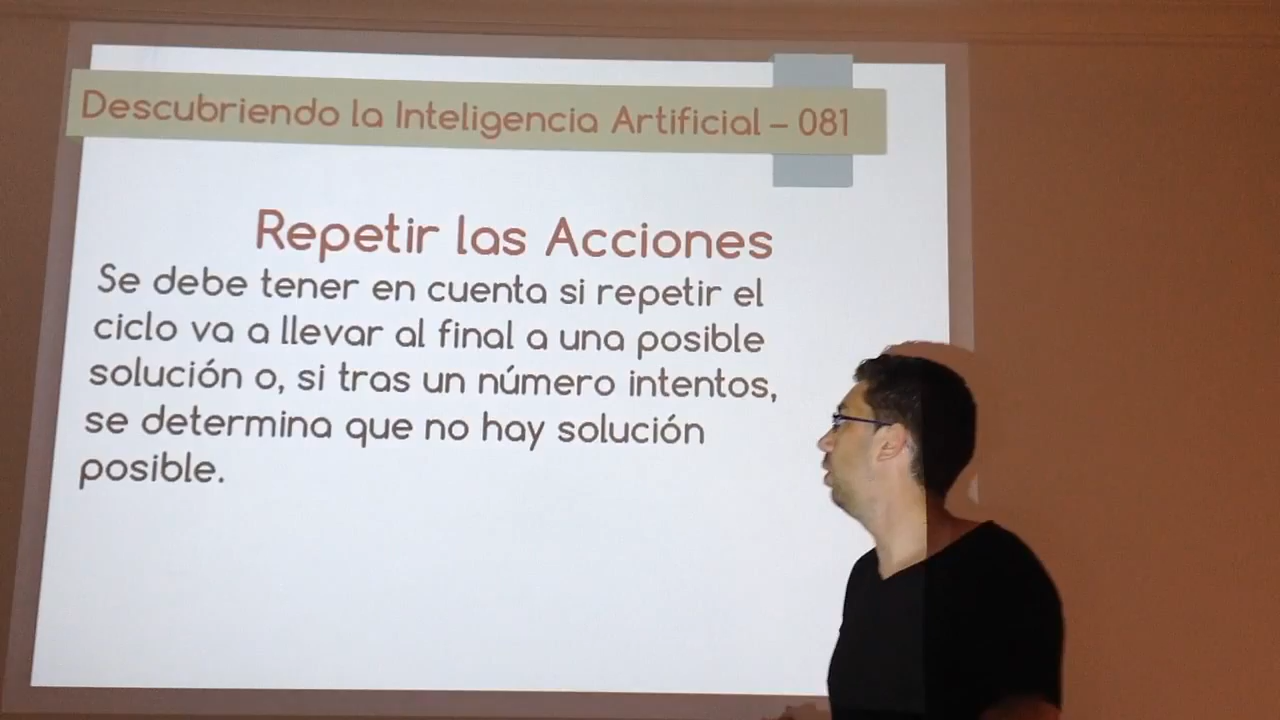 Descubriendo la Inteligencia Artificial – 081
Repetir las Acciones
Se debe tener en cuenta si repetir el
ciclo va a llevar al final a una posible
solución o, si tras un número intentos,
se determina que no hay solución
posible.